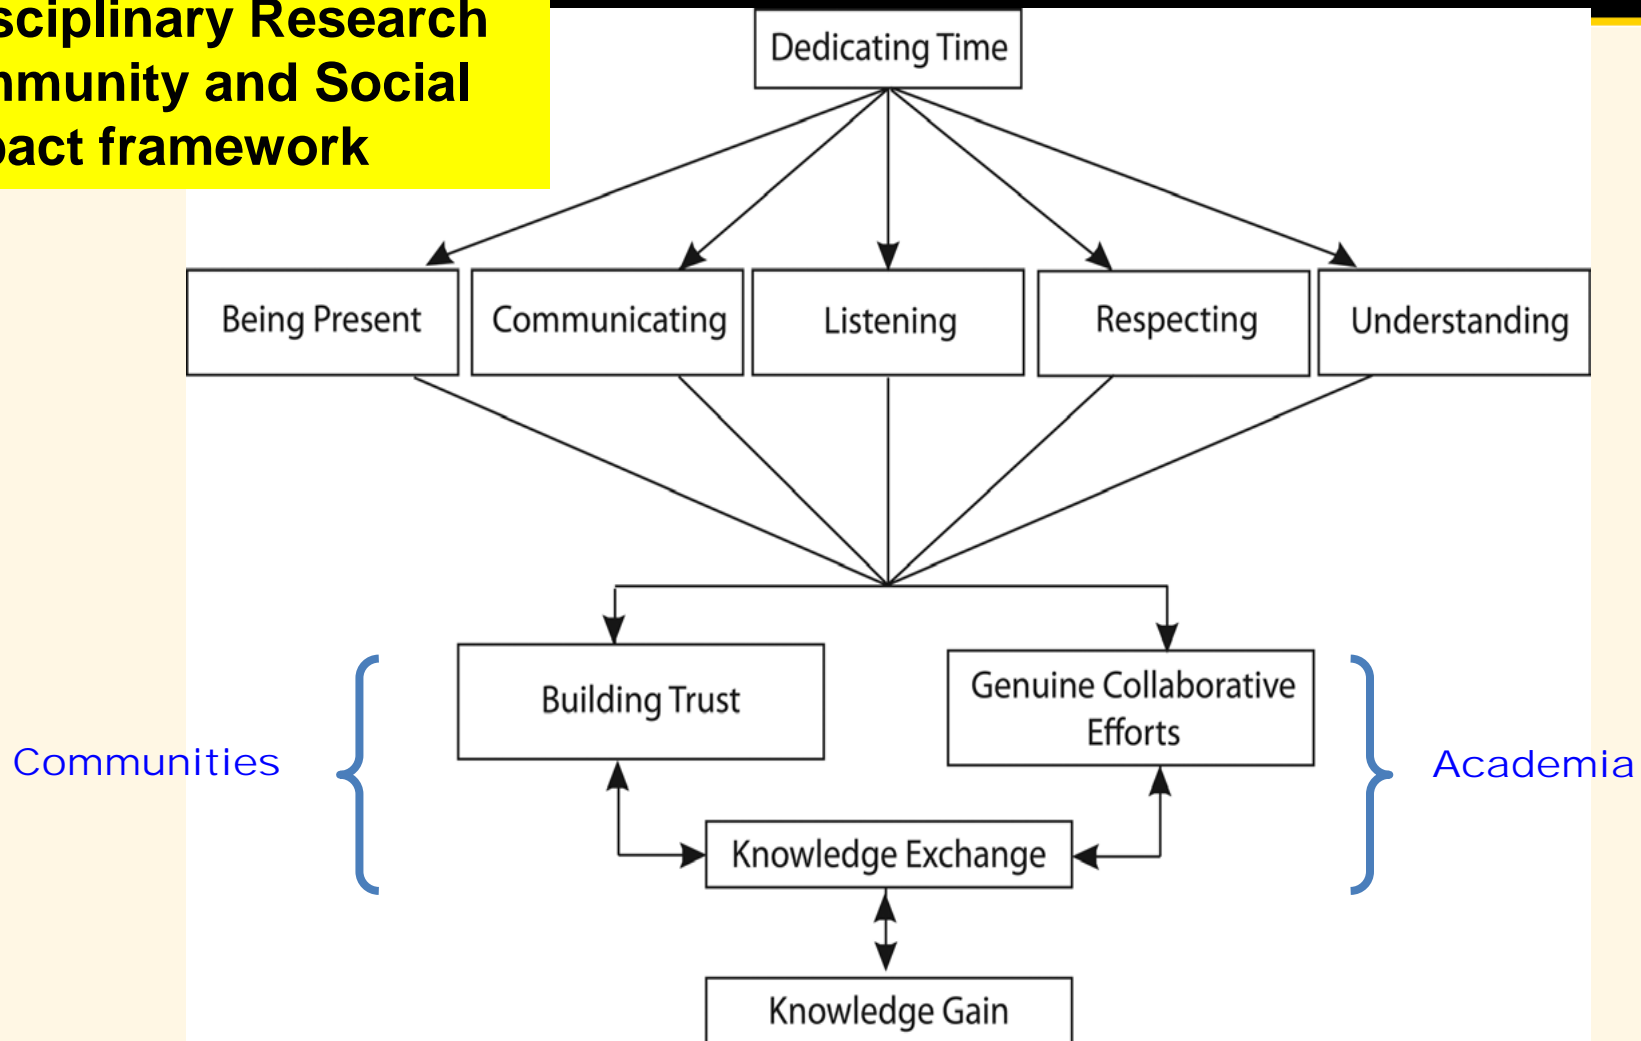 sciplinary Research
mmunity and Social
pact framework
Dedicating Time
Being Present
Communicating
Listening
Respecting
Understanding
Building Trust
Genuine Collaborative
Efforts
Communities
Academia
Knowledge Exchange
Knowledge Gain